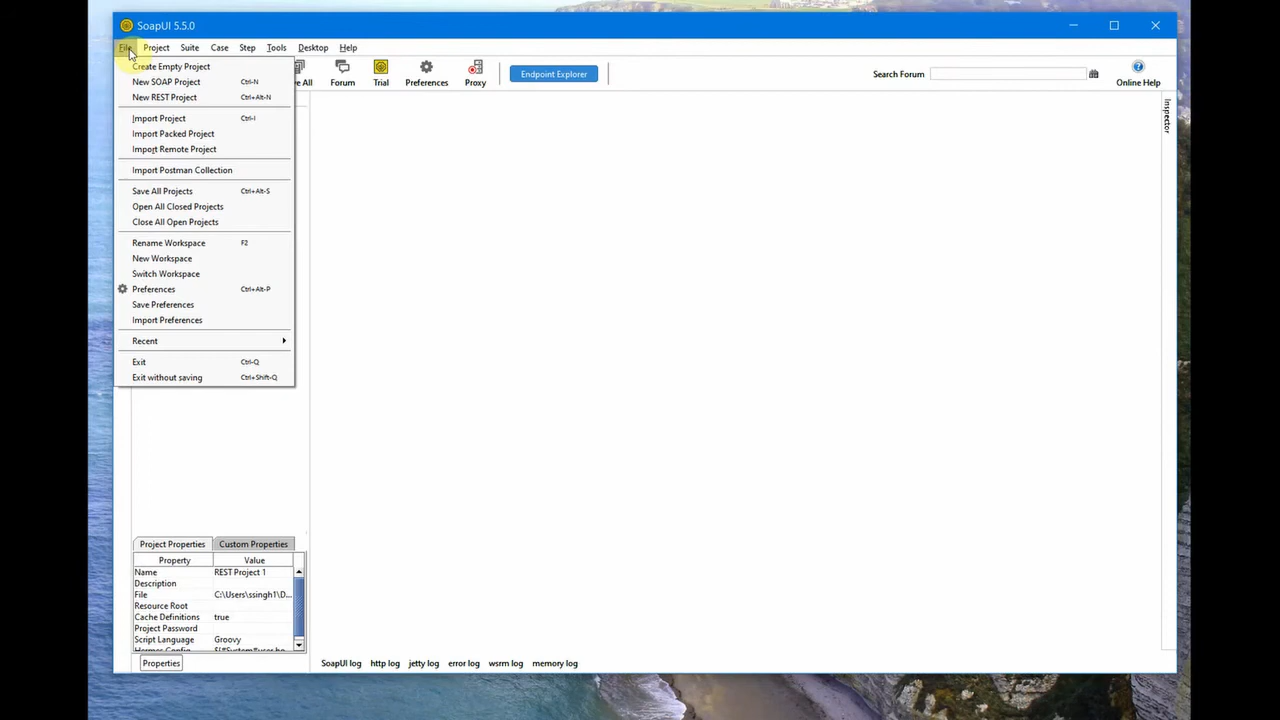 SoapUI 5.5.0
File Project Suite Case Step Tools Desktop Help
All Forum Trial Preferences Proxy Endpoint Explorer Search Forum Online Help
Create Empty Project
New SOAP Project Ctrl-N
New REST Project Ctrl+Alt-N
Import Project Ctrl-I
Import Packed Project
Import Remote Project
Import Postman Collection
Save All Projects Ctrl+Alt-S
Open All Closed Projects
Close All Open Projects
Rename Workspace F2
New Workspace
Switch Workspace
Preferences Ctrl+Alt-P
Save Preferences
Import Preferences
Recent
Exit Ctrl-Q
Exit without saving Ctrl+Shift-Q
Inspector
Project Properties Custom Properties
Property Value
Name REST Project 1
Description
File C:\Users\ssingh1\D...
Resource Root
Cache Definitions true
Project Password
Script Language Groovy
Properties
SoapUI log http log jetty log error log wsrm log memory log